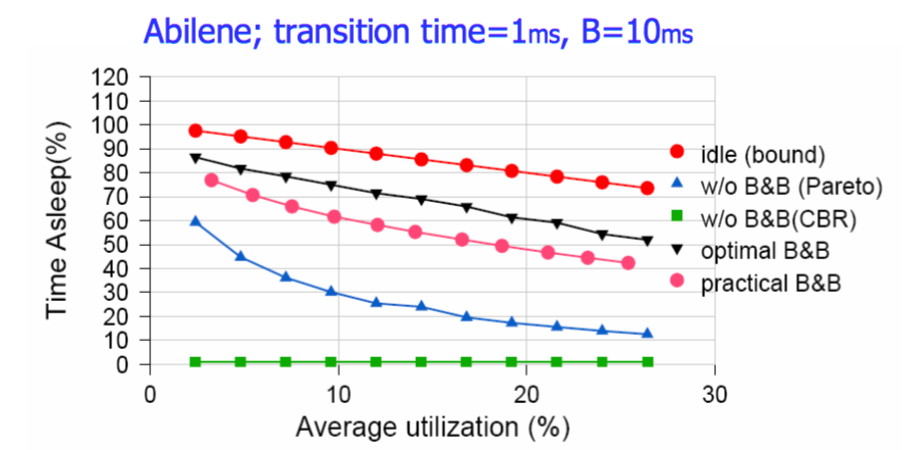 Abilene; transition time=1ms, B=10ms
120
110
100
90
80
70
60
50
40
30
20
10
0
Time Asleep(%)
0 10 20 30
Average utilization (%)
idle (bound)
w/o B&B (Pareto)
w/o B&B(CBR)
optimal B&B
practical B&B